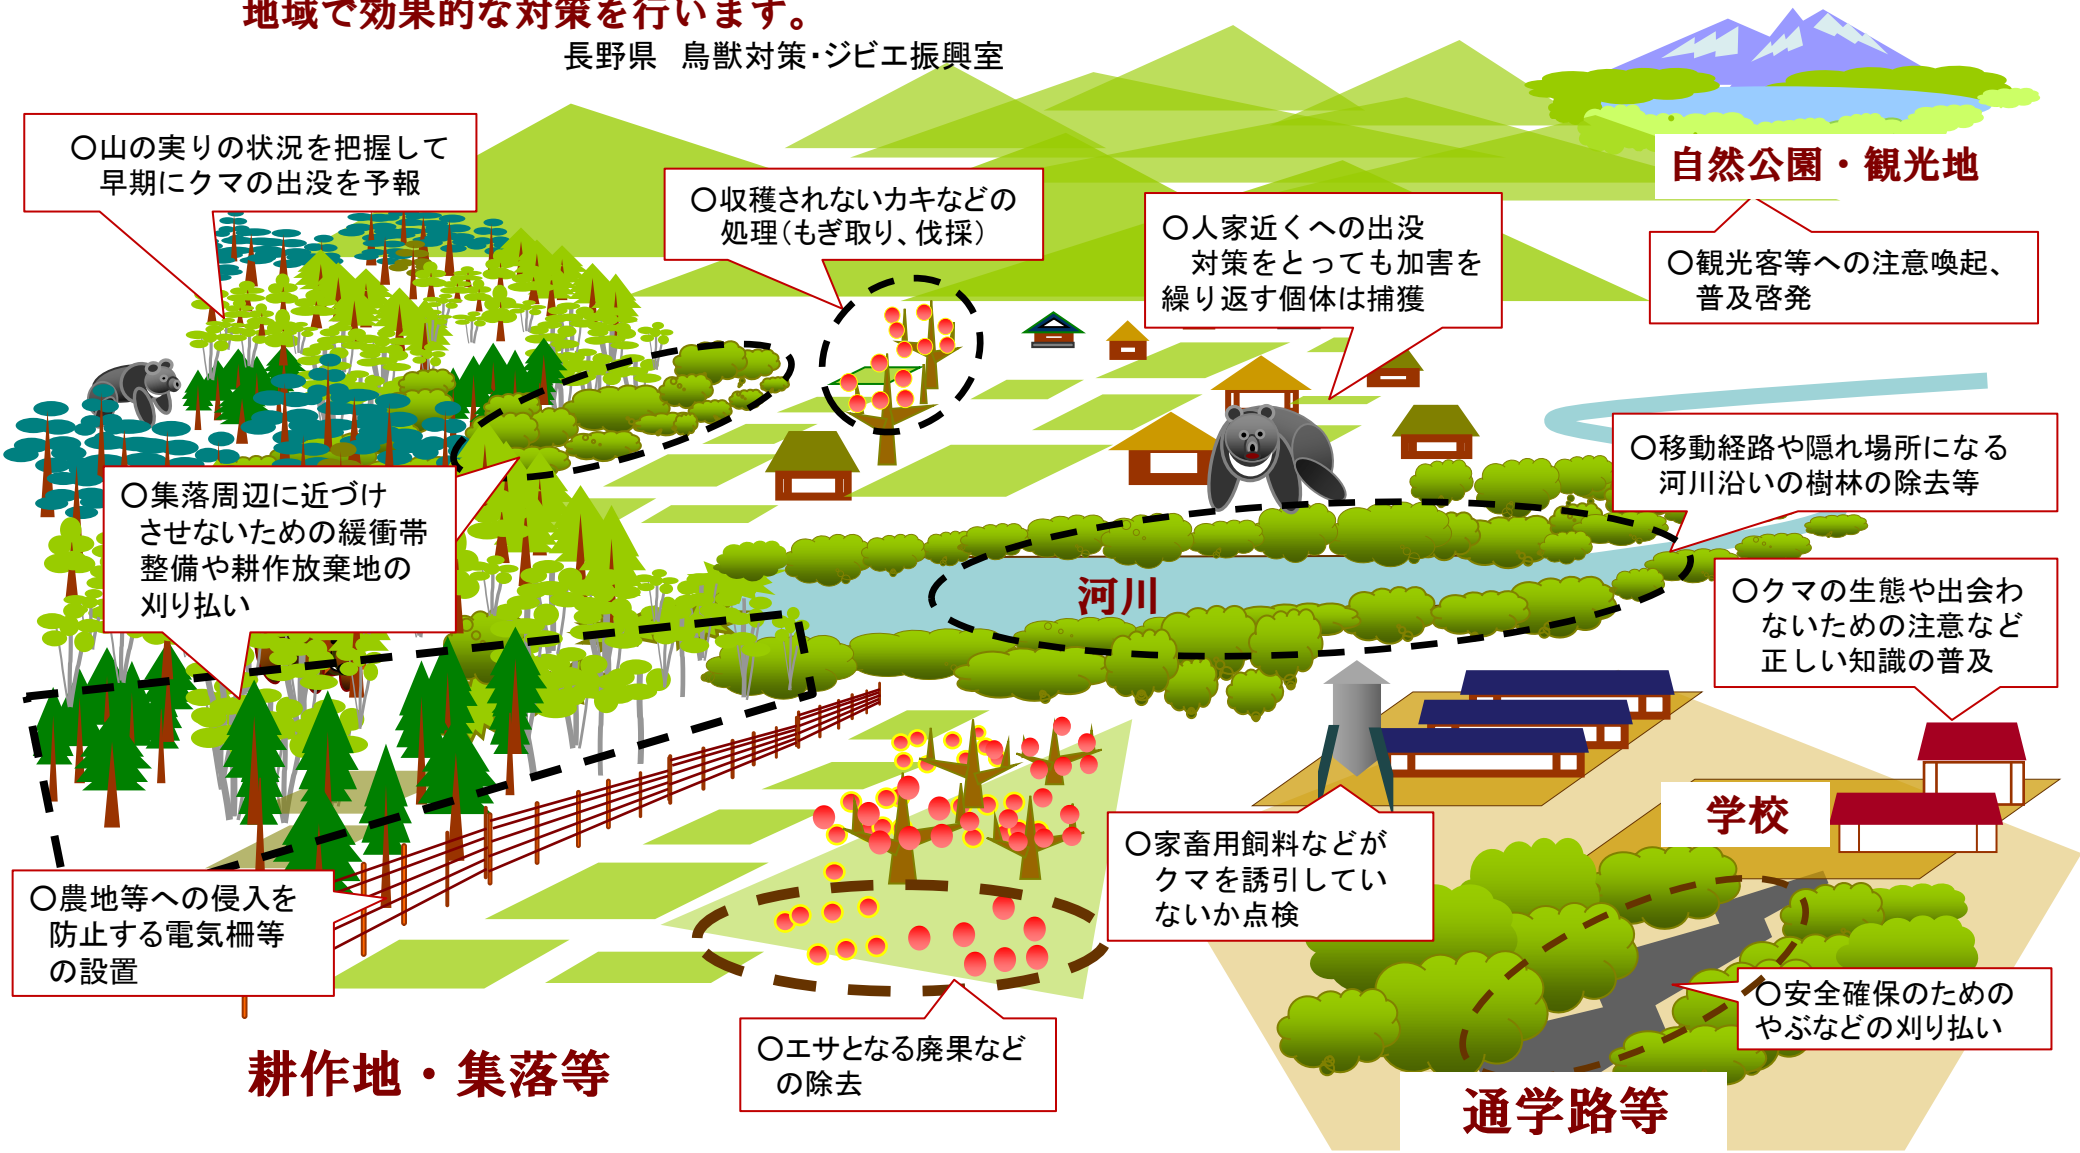 地域で効果的な対策を行います。
長野県　鳥獣対策・ジビエ振興室
〇山の実りの状況を把握して
早期にクマの出没を予報
〇収穫されないカキなどの
処理（もぎ取り、伐採）
〇人家近くへの出没
対策をとっても加害を
繰り返す個体は捕獲
自然公園・観光地
〇観光客等への注意喚起、
普及啓発
〇移動経路や隠れ場所になる
河川沿いの樹林の除去等
〇集落周辺に近づけ
させないための緩衝帯
整備や耕作放棄地の
刈り払い
河川
〇クマの生態や出会わ
ないための注意など
正しい知識の普及
学校
〇家畜用飼料などが
クマを誘引してい
ないか点検
〇農地等への侵入を
防止する電気柵等
の設置
〇安全確保のための
やぶなどの刈り払い
〇エサとなる廃果など
の除去
耕作地・集落等
通学路等